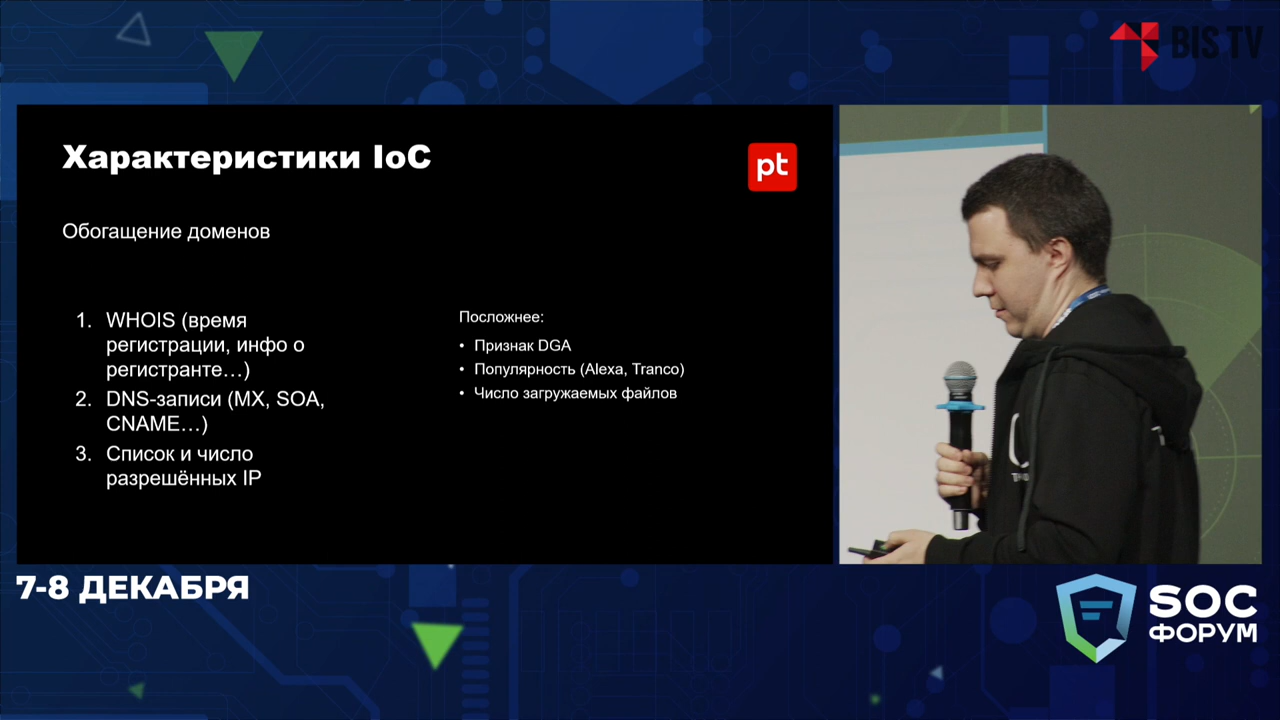 BIS TV
Характеристики IoC
pt
Обогащение доменов
1. WHOIS (время
регистрации, инфо о
регистранте…)
2. DNS-записи (MX, SOA,
CNAME…)
3. Список и число
разрешённых IP
Посложнее:
• Признак DGA
• Популярность (Alexa, Tranco)
• Число загружаемых файлов
7-8 ДЕКАБРЯ
SOC
ФОРУМ